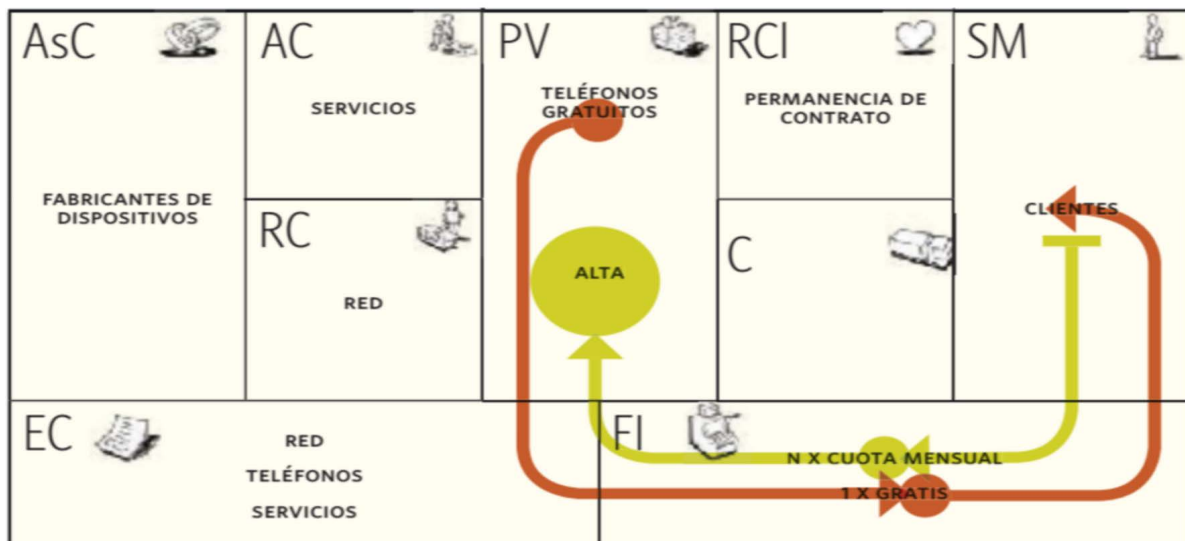 AsC
AC
PV
RCl
SM
SERVICIOS
TELÉFONOS
GRATUITOS
PERMANENCIA DE
CONTRATO
FABRICANTES DE
DISPOSITIVOS
RC
RED
ALTA
C
CLIENTES
EC
RED
TELÉFONOS
SERVICIOS
FI
N X CUOTA MENSUAL
1 X GRATIS